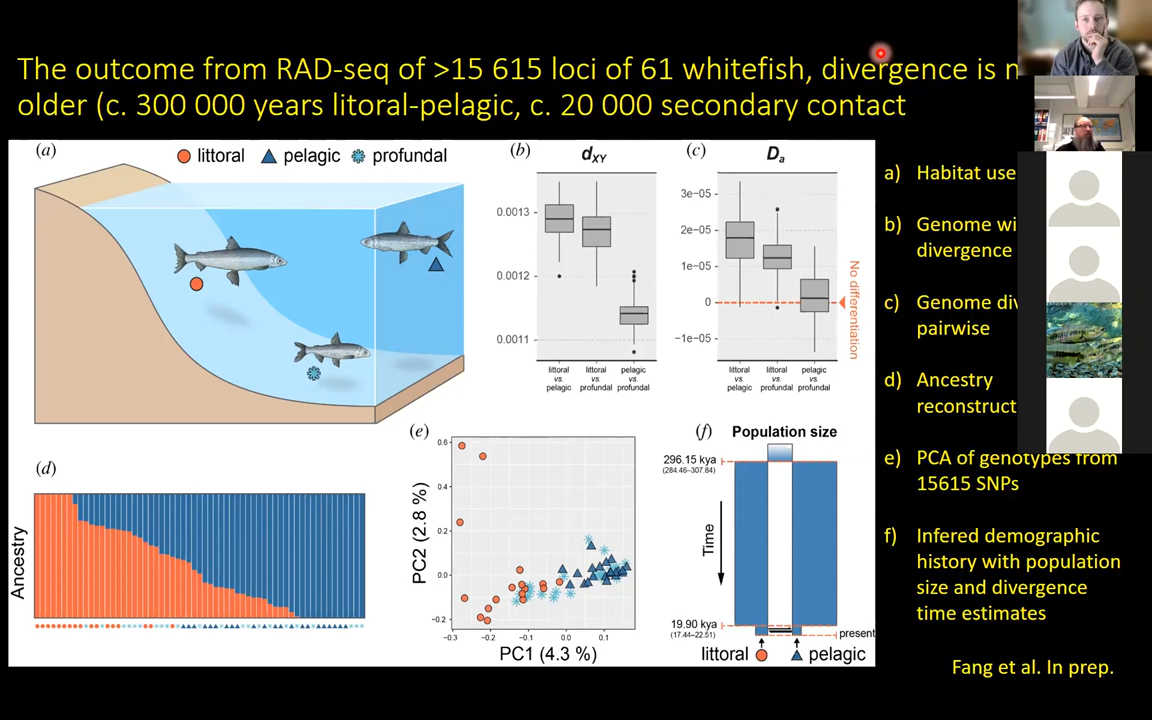 The outcome from RAD-seq of >15 615 loci of 61 whitefish, divergence is
older (c. 300 000 years litoral-pelagic, c. 20 000 secondary contact
(a)
littoral pelagic profundal
(b) dXY
0.0013
0.0012
0.0011
littoral vs. pelagic
littoral vs. profundal
pelagic vs. profundal
(c) Da
3e-05
2e-05
1e-05
0
−1e-05
No differentiation
littoral vs. pelagic
littoral vs. profundal
pelagic vs. profundal
(d)
Ancestry
(e)
0.6
0.4
0.2
0.0
−0.2
PC2 (2.8 %)
−0.3 −0.2 −0.1 0.0 0.1
PC1 (4.3 %)
(f) Population size
296.15 kya
(284.46–307.84)
Time
19.90 kya
(17.44–22.51)
present
littoral pelagic
a) Habitat use
b) Genome
divergence
c) Genome
pairwise
d) Ancestry
e) PCA of genotypes from
15615 SNPs
f) Infered demographic
history with population
size and divergence
time estimates
Fang et al. In prep.